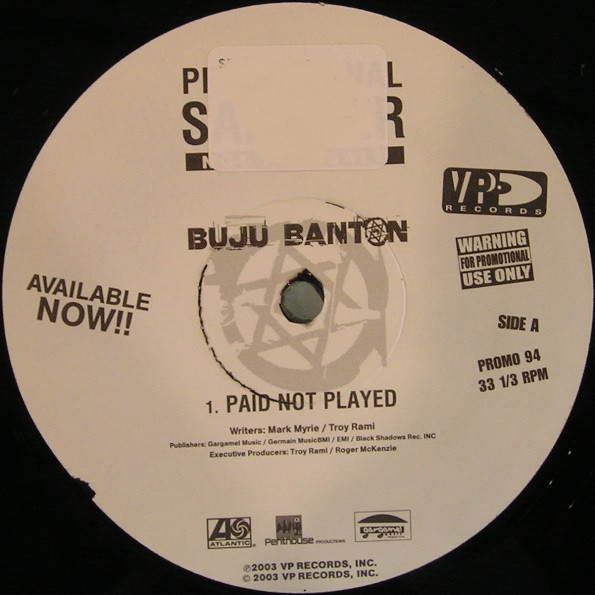 BUJU BANTON
VP
RECORDS
WARNING
FOR PROMOTIONAL
USE ONLY
AVAILABLE
NOW!!
SIDE A
PROMO 94
33 1/3 RPM
1. PAID NOT PLAYED
Writers: Mark Myrie / Troy Rami
Publishers: Gargamel Music / Germain MusicBMI / EMI / Black Shadows Rec. INC
Executive Producers: Troy Rami / Roger McKenzie
ATLANTIC
Penthouse PRODUCTIONS
gargamel
MUSIC
℗2003 VP RECORDS, INC.
© 2003 VP RECORDS, INC.